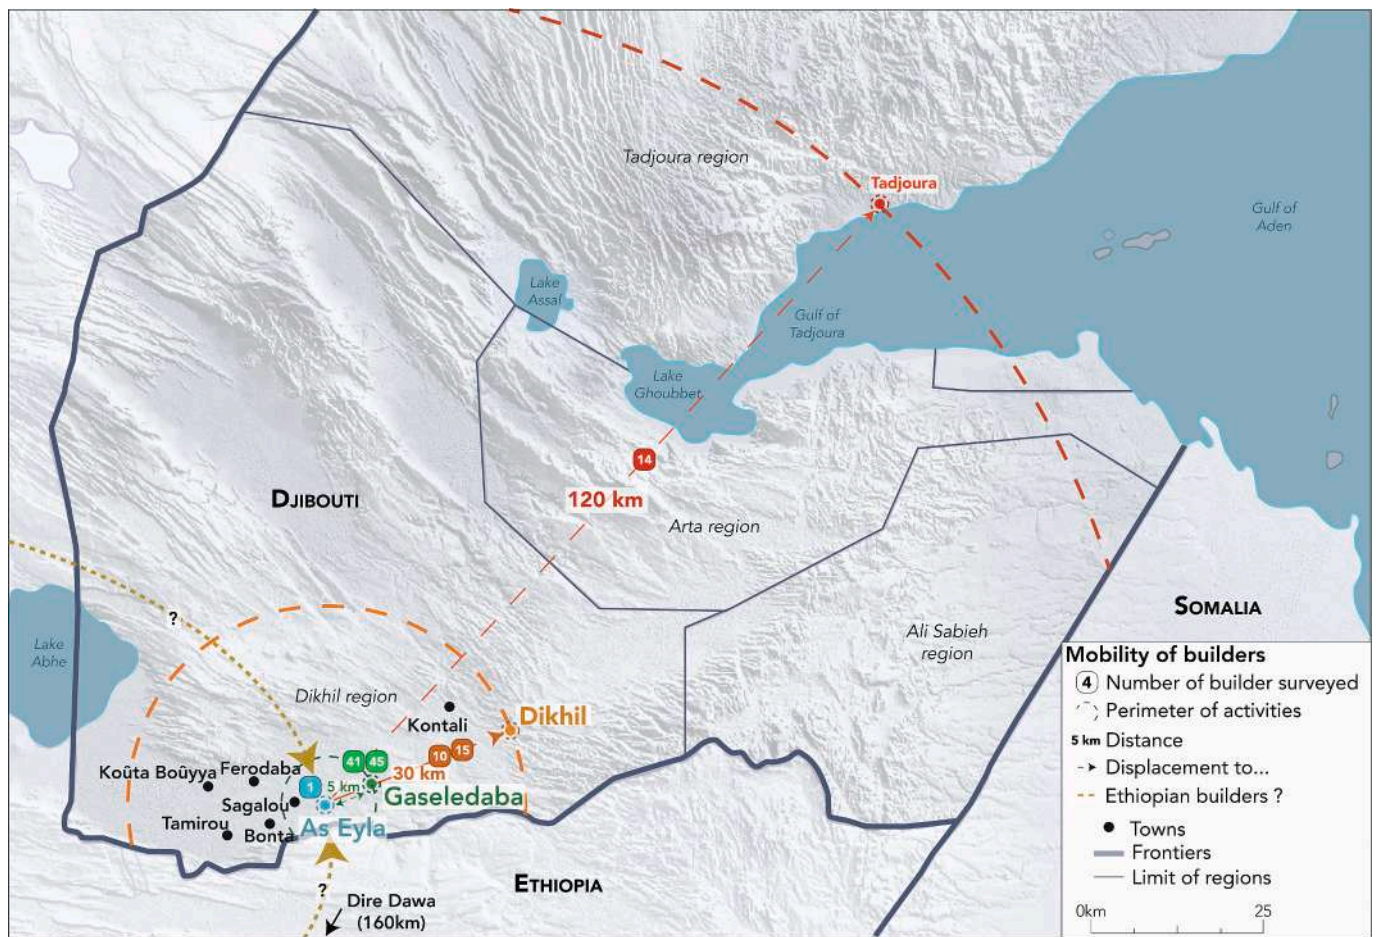 Tadjoura region
Tadjoura
Gulf of
Aden
Lake
Assal
Gulf of
Tadjoura
Lake
Ghoubbet
14
120 km
DJIBOUTI
Arta region
SOMALIA
?
Ali Sabieh
region
Lake
Abhe
Dikhil region
Kontali
Dikhil
10
15
41
45
30 km
Koûta Boûyya
Ferodaba
1
5 km
Gaseledaba
Sagalou
As Eyla
Tamirou
Bonta
ETHIOPIA
?
Dire Dawa
(160km)
Mobility of builders
4 Number of builder surveyed
Perimeter of activities
5 km Distance
Displacement to...
Ethiopian builders ?
Towns
Frontiers
Limit of regions
0km 25